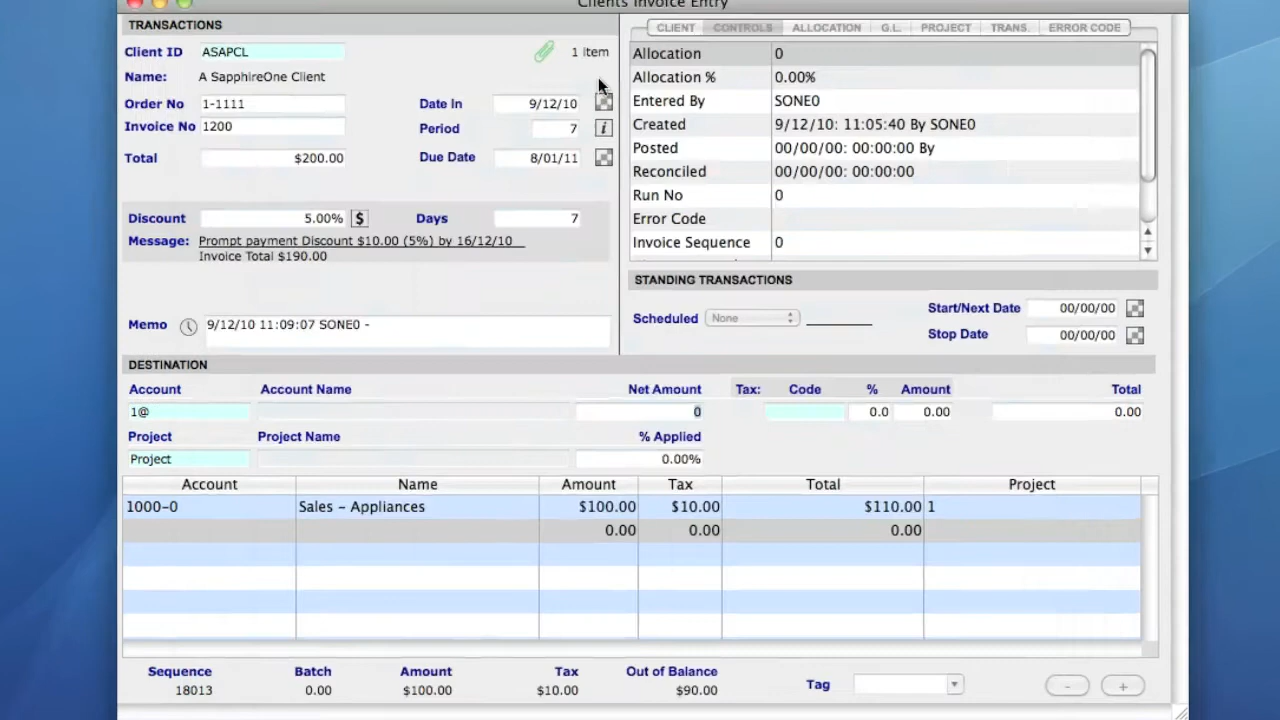 Clients Invoice Entry
TRANSACTIONS
Client ID ASAPCL 1 item
Name: A SapphireOne Client
Order No 1-1111 Date In 9/12/10
Invoice No 1200 Period 7 i
Total $200.00 Due Date 8/01/11
Discount 5.00% $ Days 7
Message: Prompt payment Discount $10.00 (5%) by 16/12/10
Invoice Total $190.00
Memo 9/12/10 11:09:07 SONE0 -
CLIENT CONTROLS ALLOCATION G.L. PROJECT TRANS. ERROR CODE
Allocation 0
Allocation % 0.00%
Entered By SONE0
Created 9/12/10: 11:05:40 By SONE0
Posted 00/00/00: 00:00:00 By
Reconciled 00/00/00: 00:00:00
Run No 0
Error Code
Invoice Sequence 0
STANDING TRANSACTIONS
Scheduled None Start/Next Date 00/00/00
Stop Date 00/00/00
DESTINATION
Account Account Name Net Amount Tax: Code % Amount Total
1@ 0 0.0 0.00 0.00
Project Project Name % Applied
Project 0.00%
Account Name Amount Tax Total Project
1000-0 Sales - Appliances $100.00 $10.00 $110.00 1
0.00 0.00 0.00
Sequence Batch Amount Tax Out of Balance
18013 0.00 $100.00 $10.00 $90.00 Tag - +